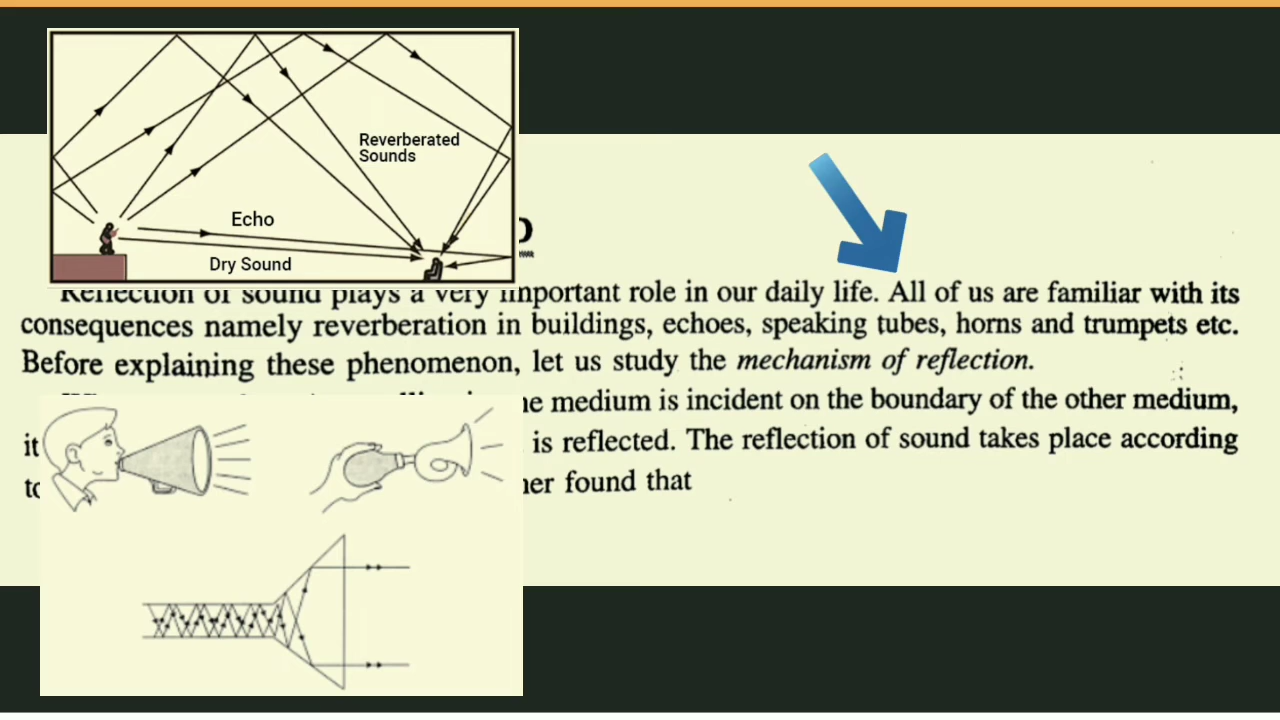 Reverberated
Sounds
Echo
Dry Sound
Reflection of sound plays a very important role in our daily life. All of us are familiar with its
consequences namely reverberation in buildings, echoes, speaking tubes, horns and trumpets etc.
Before explaining these phenomenon, let us study the mechanism of reflection.
medium is incident on the boundary of the other medium,
it is reflected. The reflection of sound takes place according
found that